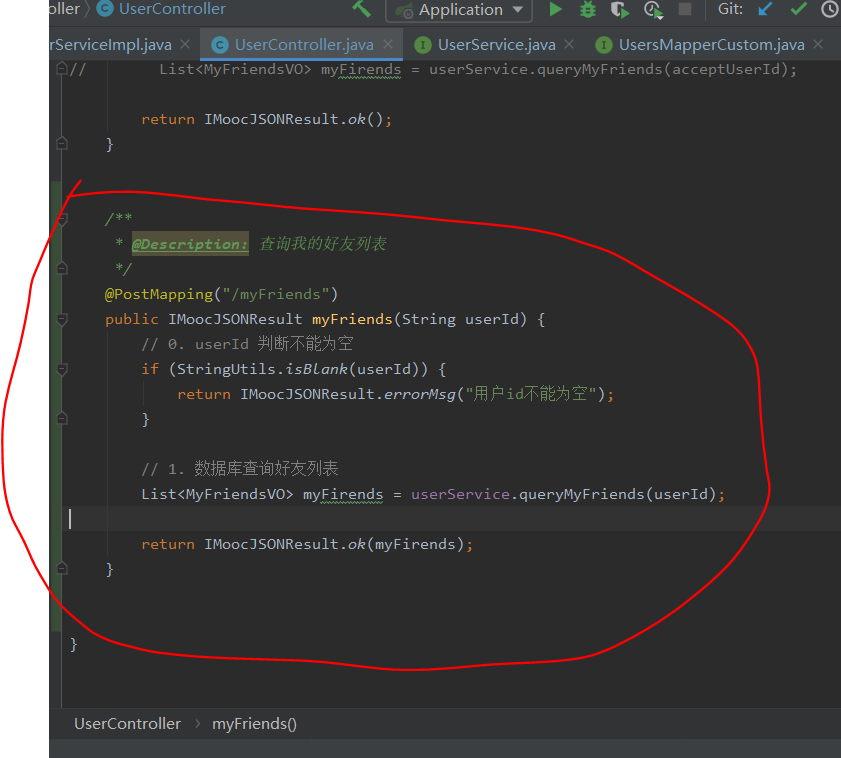 oller
UserController
Application
Git:
rServiceImpl.java
UserController.java
UserService.java
UsersMapperCustom.java
// List<MyFriendsVO> myFirends = userService.queryMyFriends(acceptUserId);
return IMoocJSONResult.ok();
}
/**
* @Description: 查询我的好友列表
*/
@PostMapping("/myFriends")
public IMoocJSONResult myFriends(String userId) {
// 0. userId 判断不能为空
if (StringUtils.isBlank(userId)) {
return IMoocJSONResult.errorMsg("用户id不能为空");
}
// 1. 数据库查询好友列表
List<MyFriendsVO> myFirends = userService.queryMyFriends(userId);
return IMoocJSONResult.ok(myFirends);
}
}
UserController
myFriends()